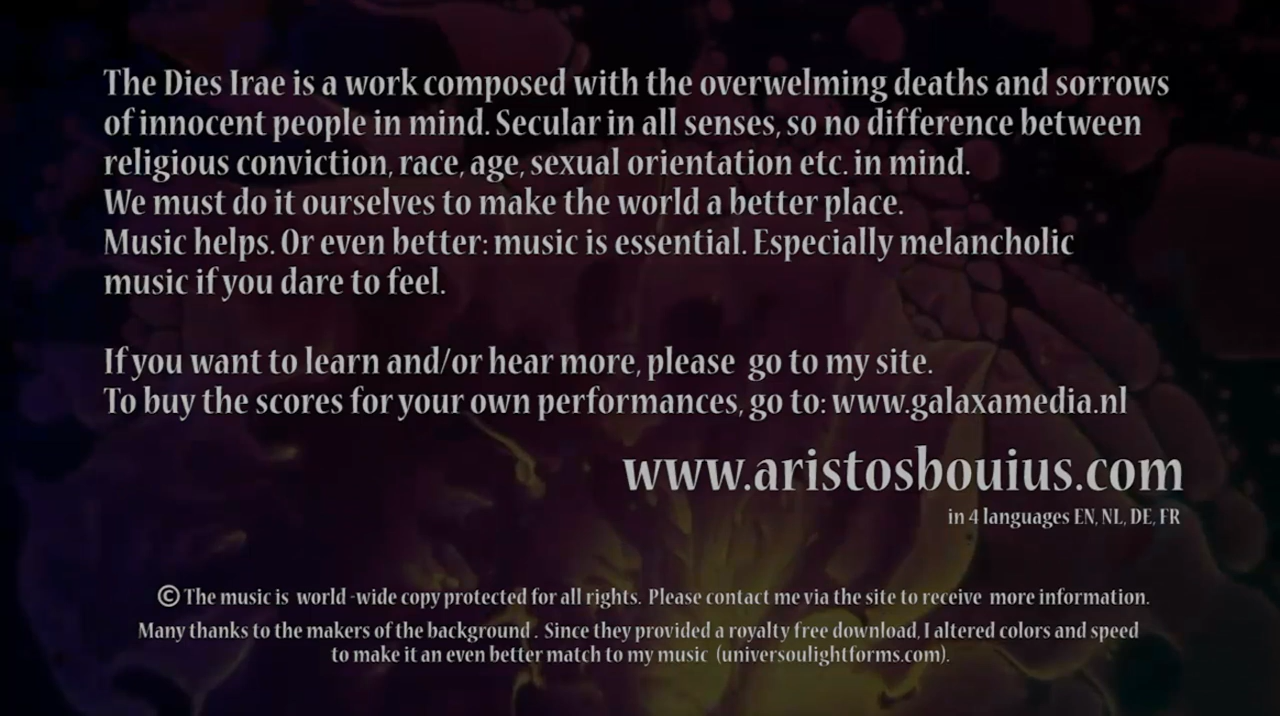 The Dies Irae is a work composed with the overwelming deaths and sorrows
of innocent people in mind. Secular in all senses, so no difference between
religious conviction, race, age, sexual orientation etc. in mind.
We must do it ourselves to make the world a better place.
Music helps. Or even better: music is essential. Especially melancholic
music if you dare to feel.
If you want to learn and/or hear more, please go to my site.
To buy the scores for your own performances, go to: www.galaxamedia.nl
www.aristosbouius.com
in 4 languages EN, NL, DE, FR
© The music is world -wide copy protected for all rights. Please contact me via the site to receive more information.
Many thanks to the makers of the background . Since they provided a royalty free download, I altered colors and speed
to make it an even better match to my music (universoulightforms.com).